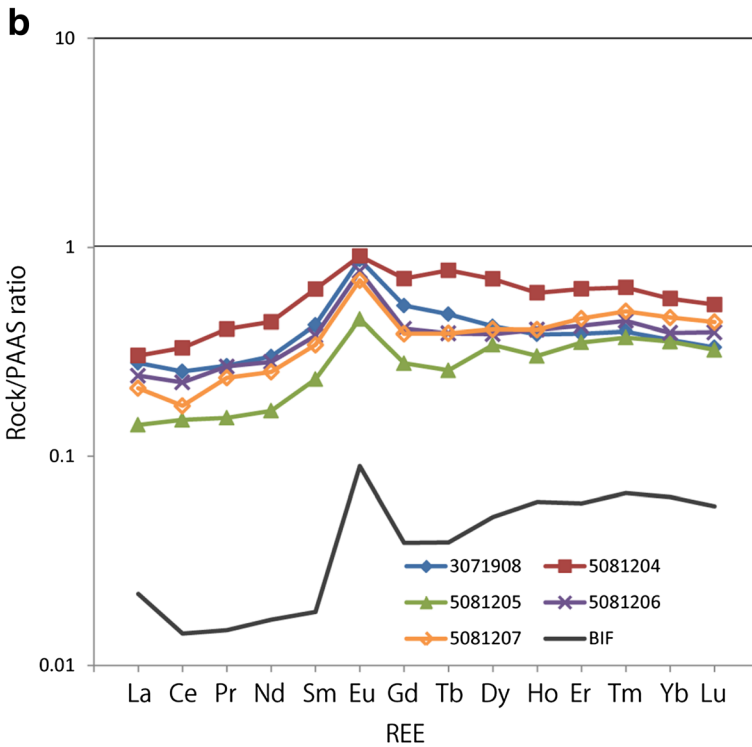 b
10
1
0.1
0.01
Rock/PAAS ratio
3071908 5081204
5081205 5081206
5081207 BIF
La Ce Pr Nd Sm Eu Gd Tb Dy Ho Er Tm Yb Lu
REE